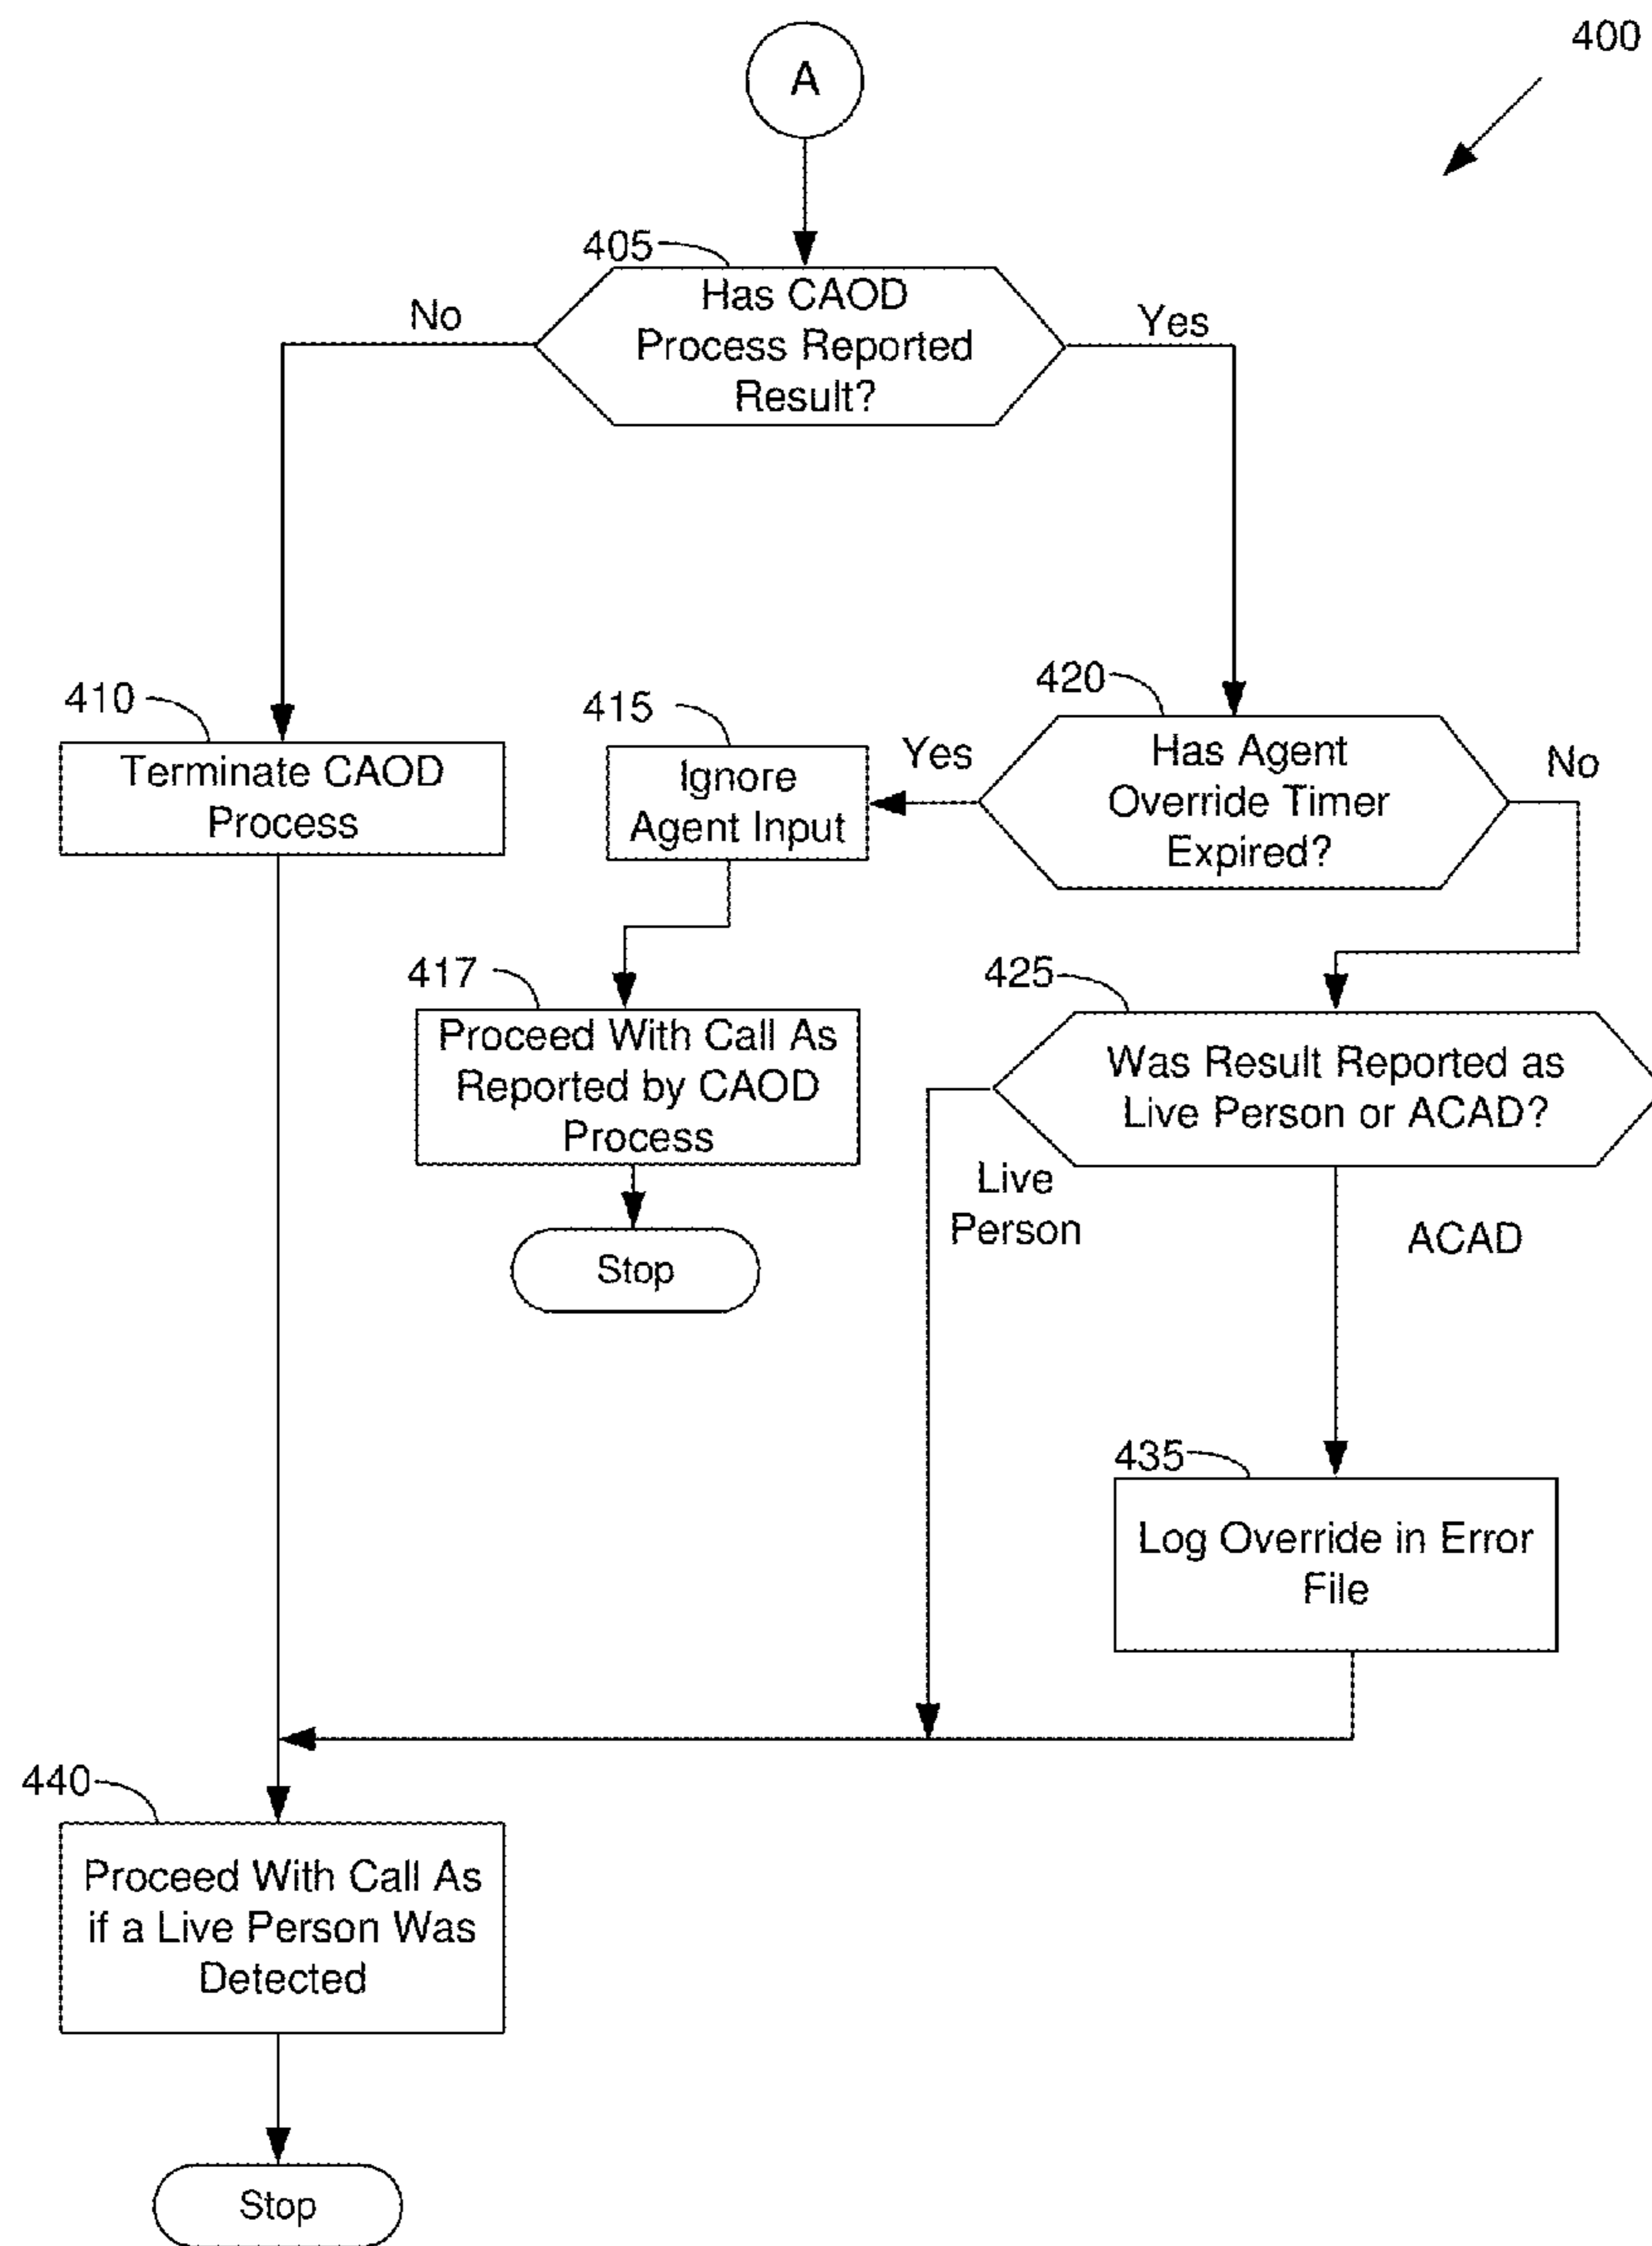 400
A
405
Has CAOD
Process Reported
Result?
No
Yes
410
Terminate CAOD
Process
415
Ignore
Agent Input
420
Has Agent
Override Timer
Expired?
Yes
No
417
Proceed With Call As
Reported by CAOD
Process
Stop
425
Was Result Reported as
Live Person or ACAD?
Live
Person
ACAD
435
Log Override in Error
File
440
Proceed With Call As
if a Live Person Was
Detected
Stop